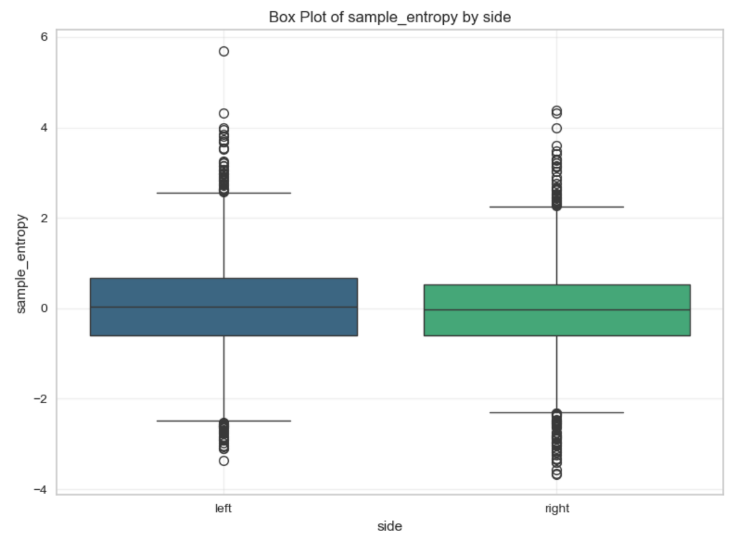 Box Plot of sample_entropy by side
sample_entropy
6
4
2
0
−2
−4
left
right
side